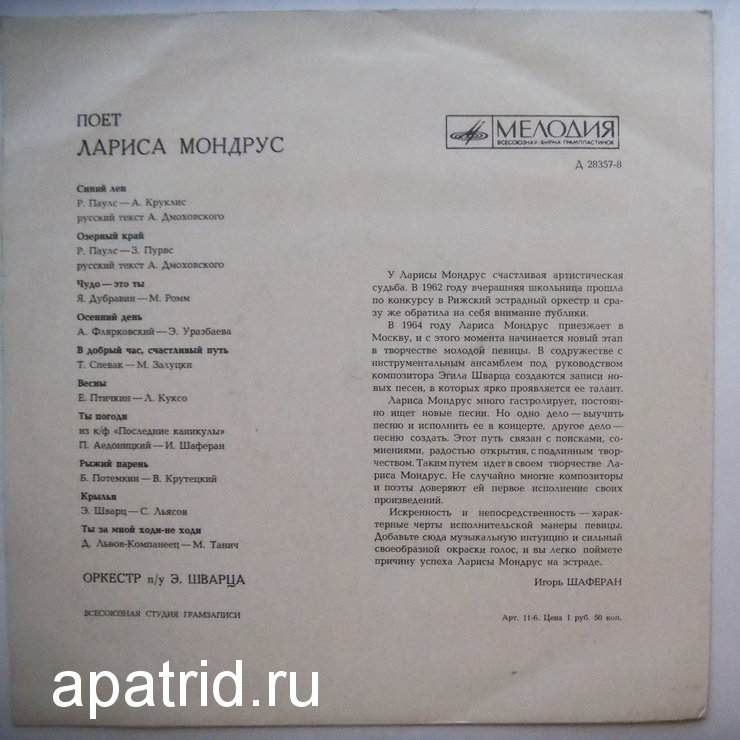 ПОЕТ
ЛАРИСА МОНДРУС
МЕЛОДИЯ
ВСЕСОЮЗНАЯ ФИРМА ГРАМПЛАСТИНОК
Д 28357-8
Синий лен
Р. Паулс — А. Круклис
русский текст А. Дмоховского
Озерный край
Р. Паулс — З. Пурвс
русский текст А. Дмоховского
Чудо — это ты
Я. Дубравин — М. Ромм
Осенний день
А. Флярковский — Э. Уразбаева
В добрый час, счастливый путь
Т. Спевак — М. Залуцки
Весны
Е. Птичкин — Л. Куксо
Ты погоди
из к/ф «Последние каникулы»
П. Аедоницкий — И. Шаферан
Рыжий парень
Б. Потемкин — В. Крутецкий
Крылья
Э. Шварц — С. Льясов
Ты за мной ходи-не ходи
Д. Львов-Компанеец — М. Танич
ОРКЕСТР п/у Э. ШВАРЦА
ВСЕСОЮЗНАЯ СТУДИЯ ГРАМЗАПИСИ
У Ларисы Мондрус счастливая артистическая
судьба. В 1962 году вчерашняя школьница прошла
по конкурсу в Рижский эстрадный оркестр и сра-
зу же обратила на себя внимание публики.
В 1964 году Лариса Мондрус приезжает в
Москву, и с этого момента начинается новый этап
в творчестве молодой певицы. В содружестве с
инструментальным ансамблем под руководством
композитора Эгила Шварца создаются записи но-
вых песен, в которых ярко проявляется ее талант.
Лариса Мондрус много гастролирует, постоян-
но ищет новые песни. Но одно дело — выучить
песню и исполнить ее в концерте, другое дело —
песню создать. Этот путь связан с поисками, со-
мнениями, радостью открытия, с подлинным твор-
чеством. Таким путем идет в своем творчестве Ла-
риса Мондрус. Не случайно многие композиторы
и поэты доверяют ей первое исполнение своих
произведений.
Искренность и непосредственность — харак-
терные черты исполнительской манеры певицы.
Добавьте сюда музыкальную интуицию и сильный
своеобразной окраски голос, и вы легко поймете
причину успеха Ларисы Мондрус на эстраде.
Игорь ШАФЕРАН
Арт. 11-6. Цена 1 руб. 50 коп.
apatrid.ru